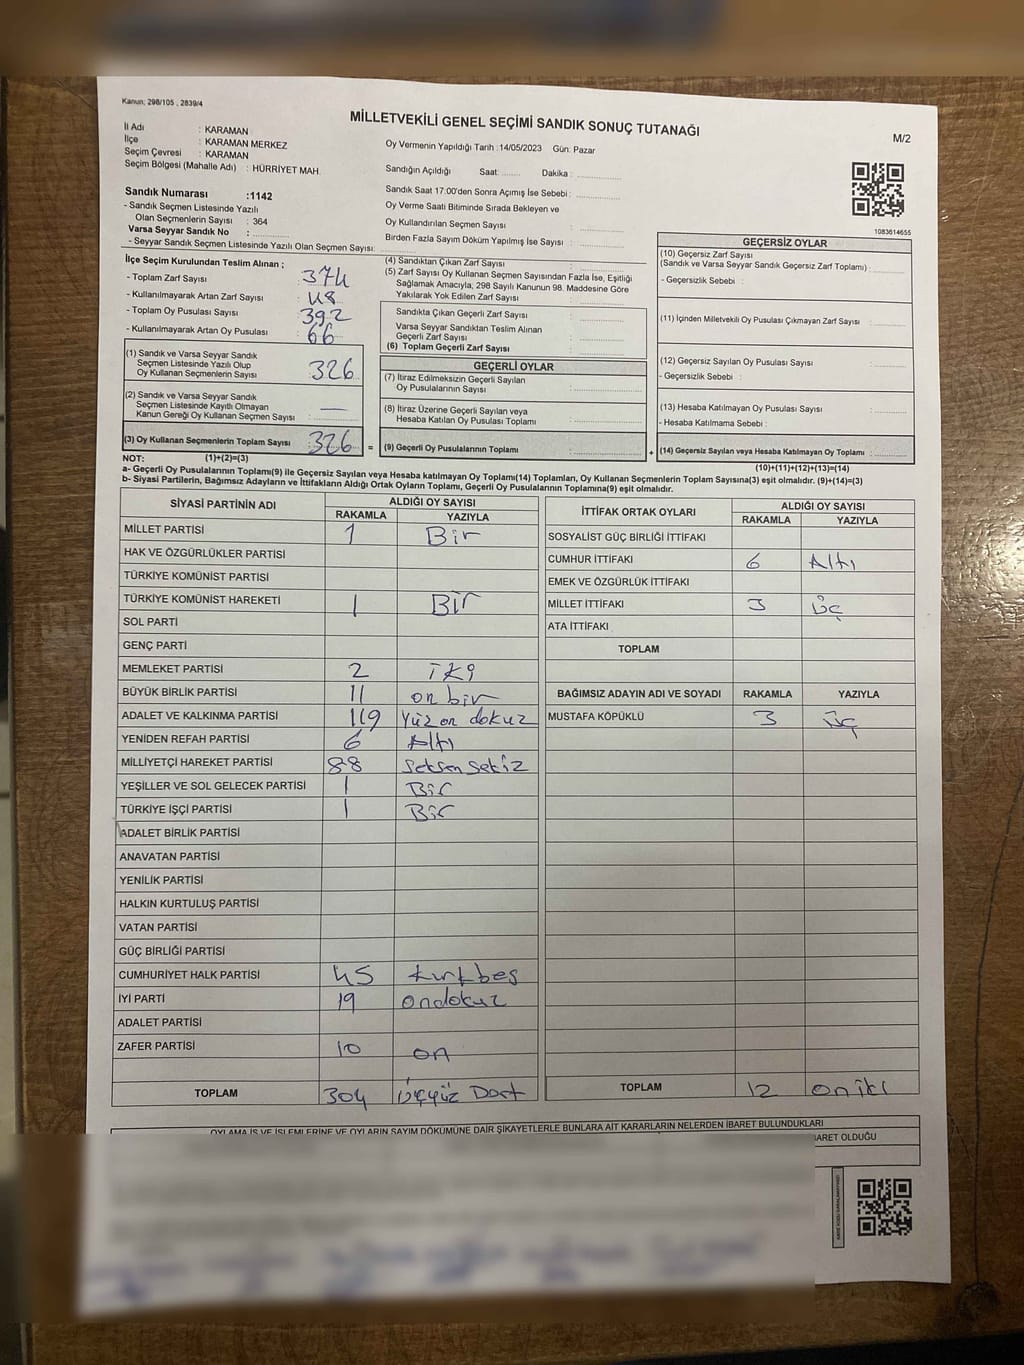 Kanun; 298/105 , 2839/4
MİLLETVEKİLİ GENEL SEÇİMİ SANDIK SONUÇ TUTANAĞI
M/2
İl Adı : KARAMAN
İlçe : KARAMAN MERKEZ
Seçim Çevresi : KARAMAN
Seçim Bölgesi (Mahalle Adı) : HÜRRİYET MAH.
Oy Vermenin Yapıldığı Tarih :14/05/2023 Gün: Pazar
Sandığın Açıldığı Saat: ........ Dakika : ..............
Sandık Saat 17:00'den Sonra Açımış İse Sebebi : ..............
Oy Verme Saati Bitiminde Sırada Bekleyen ve
Oy Kullandırılan Seçmen Sayısı : ..............
Birden Fazla Sayım Döküm Yapılmış İse Sayısı : ..............
1083614655
Sandık Numarası :1142
- Sandık Seçmen Listesinde Yazılı
Olan Seçmenlerin Sayısı : 364
Varsa Seyyar Sandık No : ..............
- Seyyar Sandık Seçmen Listesinde Yazılı Olan Seçmen Sayısı: ..............
İlçe Seçim Kurulundan Teslim Alınan ;
- Toplam Zarf Sayısı : 374
- Kullanılmayarak Artan Zarf Sayısı : 48
- Toplam Oy Pusulası Sayısı : 392
- Kullanılmayarak Artan Oy Pusulası : 66
(1) Sandık ve Varsa Seyyar Sandık
Seçmen Listesinde Yazılı Olup
Oy Kullanan Seçmenlerin Sayısı : 326
(2) Sandık ve Varsa Seyyar Sandık
Seçmen Listesinde Kayıtlı Olmayan
Kanun Gereği Oy Kullanan Seçmen Sayısı : —
(3) Oy Kullanan Seçmenlerin Toplam Sayısı : 326 =
(4) Sandıktan Çıkan Zarf Sayısı : ..............
(5) Zarf Sayısı Oy Kullanan Seçmen Sayısından Fazla İse, Eşitliği
Sağlamak Amacıyla, 298 Sayılı Kanunun 98. Maddesine Göre
Yakılarak Yok Edilen Zarf Sayısı : ..............
Sandıkta Çıkan Geçerli Zarf Sayısı : ..............
Varsa Seyyar Sandıktan Teslim Alınan
Geçerli Zarf Sayısı : ..............
(6) Toplam Geçerli Zarf Sayısı : ..............
GEÇERLİ OYLAR
(7) İtiraz Edilmeksizin Geçerli Sayılan
Oy Pusulalarının Sayısı : ..............
(8) İtiraz Üzerine Geçerli Sayılan veya
Hesaba Katılan Oy Pusulası Toplamı : ..............
(9) Geçerli Oy Pusulalarının Toplamı : .............. +
GEÇERSİZ OYLAR
(10) Geçersiz Zarf Sayısı
(Sandık ve Varsa Seyyar Sandık Geçersiz Zarf Toplamı) : ..............
- Geçersizlik Sebebi :
(11) İçinden Milletvekili Oy Pusulası Çıkmayan Zarf Sayısı : ..............
(12) Geçersiz Sayılan Oy Pusulası Sayısı : ..............
- Geçersizlik Sebebi :
(13) Hesaba Katılmayan Oy Pusulası Sayısı : ..............
- Hesaba Katılmama Sebebi :
(14) Geçersiz Sayılan veya Hesaba Katılmayan Oy Toplamı : ..............
NOT: (1)+(2)=(3) (10)+(11)+(12)+(13)=(14)
a- Geçerli Oy Pusulalarının Toplamı(9) ile Geçersiz Sayılan veya Hesaba katılmayan Oy Toplamı(14) Toplamları, Oy Kullanan Seçmenlerin Toplam Sayısına(3) eşit olmalıdır. (9)+(14)=(3)
b- Siyasi Partilerin, Bağımsız Adayların ve İttifakların Aldığı Ortak Oyların Toplamı, Geçerli Oy Pusulalarının Toplamına(9) eşit olmalıdır.
SİYASİ PARTİNİN ADI ALDIĞI OY SAYISI
RAKAMLA YAZIYLA
MİLLET PARTİSİ 1 Bir
HAK VE ÖZGÜRLÜKLER PARTİSİ
TÜRKİYE KOMÜNİST PARTİSİ
TÜRKİYE KOMÜNİST HAREKETİ 1 Bir
SOL PARTİ
GENÇ PARTİ
MEMLEKET PARTİSİ 2 İki
BÜYÜK BİRLİK PARTİSİ 11 on bir
ADALET VE KALKINMA PARTİSİ 119 Yüz on dokuz
YENİDEN REFAH PARTİSİ 6 Altı
MİLLİYETÇİ HAREKET PARTİSİ 88 Seksen sekiz
YEŞİLLER VE SOL GELECEK PARTİSİ 1 Bir
TÜRKİYE İŞÇİ PARTİSİ 1 Bir
ADALET BİRLİK PARTİSİ
ANAVATAN PARTİSİ
YENİLİK PARTİSİ
HALKIN KURTULUŞ PARTİSİ
VATAN PARTİSİ
GÜÇ BİRLİĞİ PARTİSİ
CUMHURİYET HALK PARTİSİ 45 kırkbeş
İYİ PARTİ 19 ondokuz
ADALET PARTİSİ
ZAFER PARTİSİ 10 on
TOPLAM 304 Üçyüz Dört
İTTİFAK ORTAK OYLARI ALDIĞI OY SAYISI
RAKAMLA YAZIYLA
SOSYALİST GÜÇ BİRLİĞİ İTTİFAKI
CUMHUR İTTİFAKI 6 Altı
EMEK VE ÖZGÜRLÜK İTTİFAKI
MİLLET İTTİFAKI 3 üç
ATA İTTİFAKI
TOPLAM
BAĞIMSIZ ADAYIN ADI VE SOYADI RAKAMLA YAZIYLA
MUSTAFA KÖPÜKLÜ 3 üç
TOPLAM 12 on iki
OYLAMA İŞ VE İŞLEMLERİNE VE OYLARIN SAYIM DÖKÜMÜNE DAİR ŞİKAYETLERLE BUNLARA AİT KARARLARIN NELERDEN İBARET BULUNDUKLARI
OLDUĞU